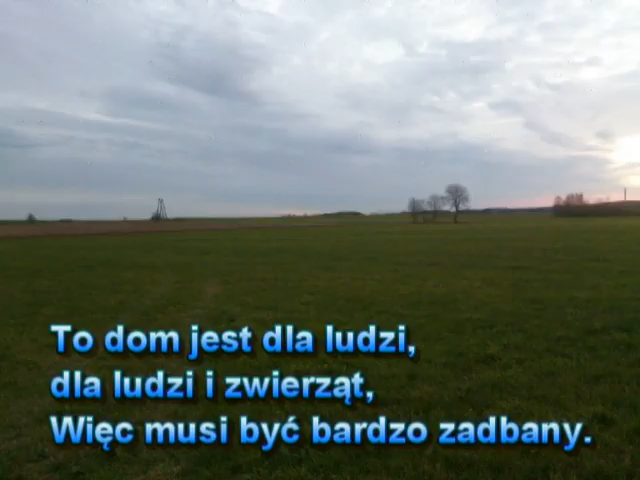 To dom jest dla ludzi,
dla ludzi i zwierząt,
Więc musi być bardzo zadbany.